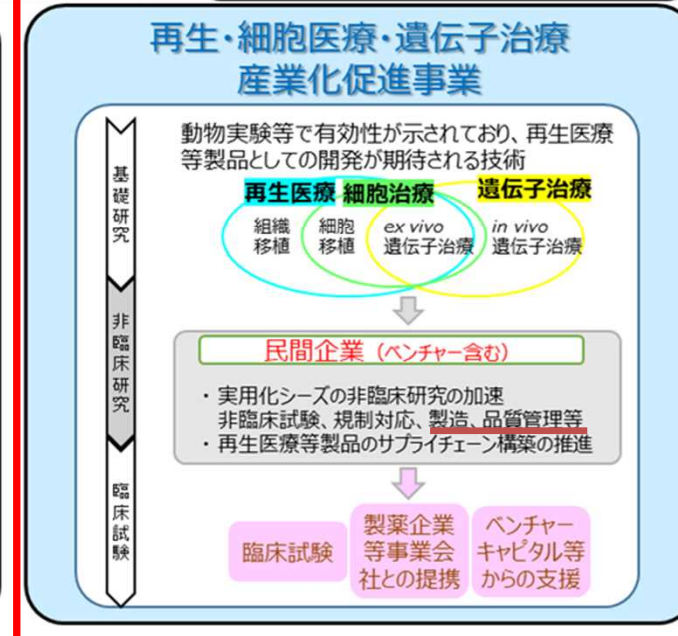 再生・細胞医療・遺伝子治療
産業化促進事業
基礎研究
動物実験等で有効性が示されており、再生医療
等製品としての開発が期待される技術
再生医療 細胞治療 遺伝子治療
組織 細胞 ex vivo in vivo
移植 移植 遺伝子治療 遺伝子治療
非臨床研究
民間企業（ベンチャー含む）
・実用化シーズの非臨床研究の加速
非臨床試験、規制対応、製造、品質管理等
・再生医療等製品のサプライチェーン構築の推進
臨床試験
臨床試験
製薬企業
等事業会
社との提携
ベンチャー
キャピタル等
からの支援